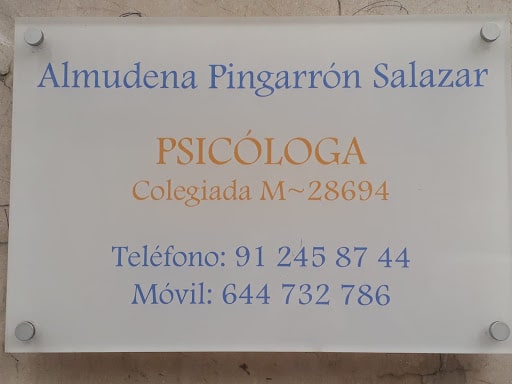 Almudena Pingarrón Salazar
PSICÓLOGA
Colegiada M~28694
Teléfono: 91 245 87 44
Móvil: 644 732 786